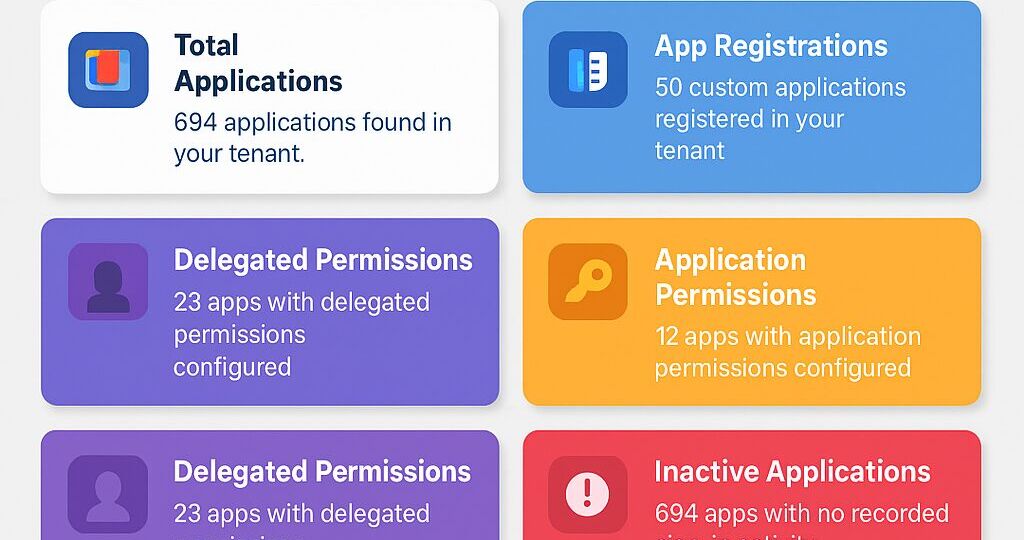 Total
Applications
694 applications found in
your tenant.
App Registrations
50 custom applications
registered in your
tenant
Delegated Permissions
23 apps with delegated
permissions
configured
Application
Permissions
12 apps with application
permissions configured
Delegated Permissions
23 apps with delegated
Inactive Applications
694 apps with no recorded